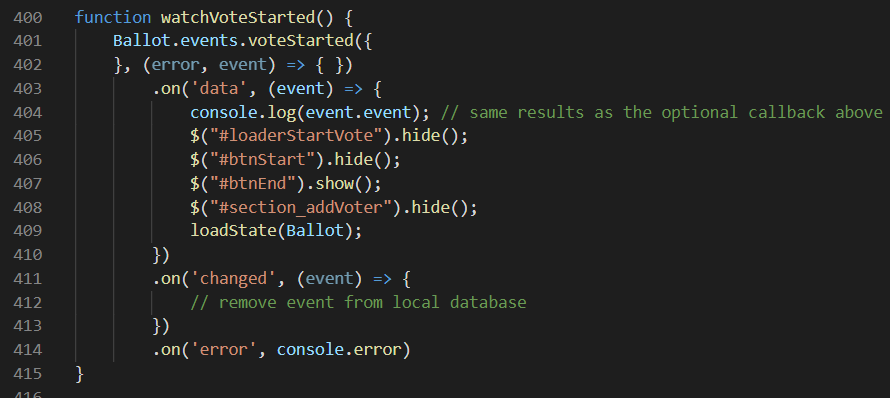 400 function watchVoteStarted() {
401     Ballot.events.voteStarted({
402     }, (error, event) => { })
403         .on('data', (event) => {
404             console.log(event.event); // same results as the optional callback above
405             $("#loaderStartVote").hide();
406             $("#btnStart").hide();
407             $("#btnEnd").show();
408             $("#section_addVoter").hide();
409             loadState(Ballot);
410         })
411         .on('changed', (event) => {
412             // remove event from local database
413         })
414         .on('error', console.error)
415 }
416